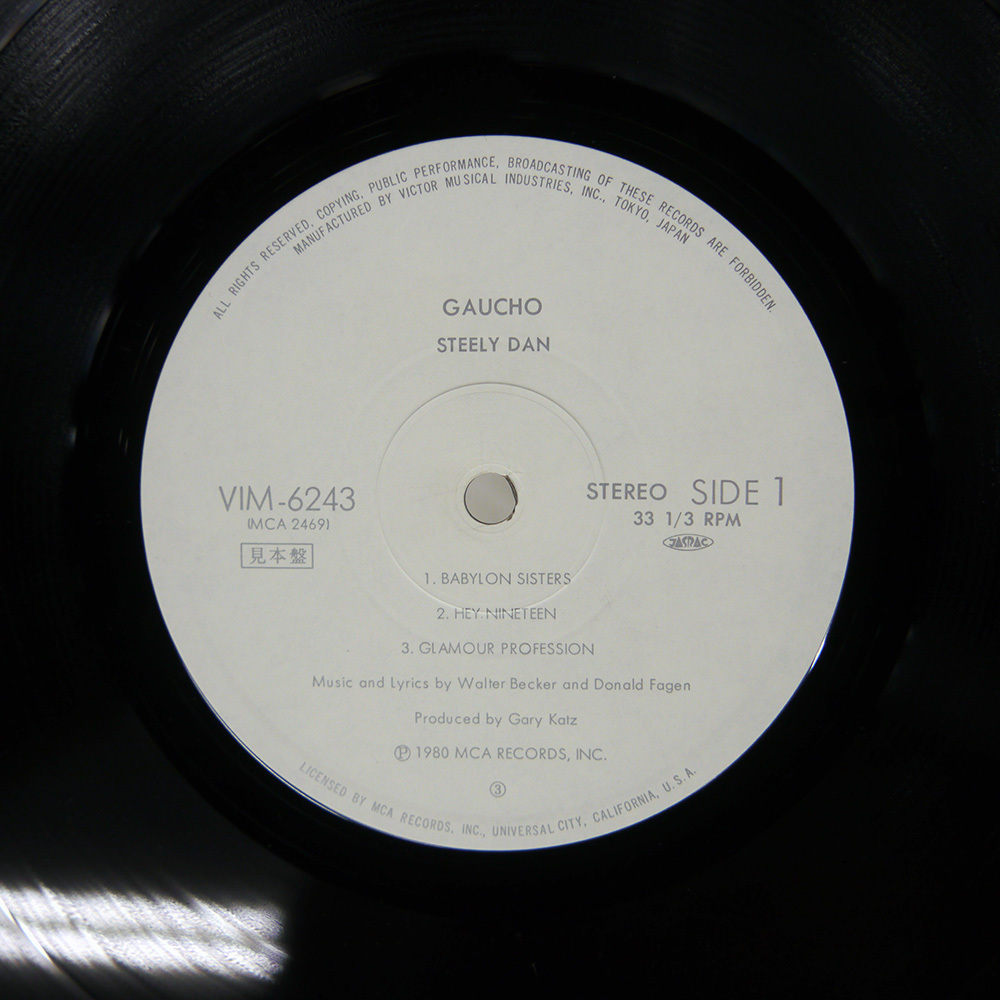 ALL RIGHTS RESERVED. COPYING, PUBLIC PERFORMANCE, BROADCASTING OF THESE RECORDS ARE FORBIDDEN.
MANUFACTURED BY VICTOR MUSICAL INDUSTRIES, INC., TOKYO, JAPAN
GAUCHO
STEELY DAN
VIM-6243
(MCA 2469)
見本盤
STEREO SIDE 1
33 1/3 RPM
JASRAC
1. BABYLON SISTERS
2. HEY NINETEEN
3. GLAMOUR PROFESSION
Music and Lyrics by Walter Becker and Donald Fagen
Produced by Gary Katz
Ⓟ 1980 MCA RECORDS, INC.
③
LICENSED BY MCA RECORDS, INC., UNIVERSAL CITY, CALIFORNIA, U.S.A.